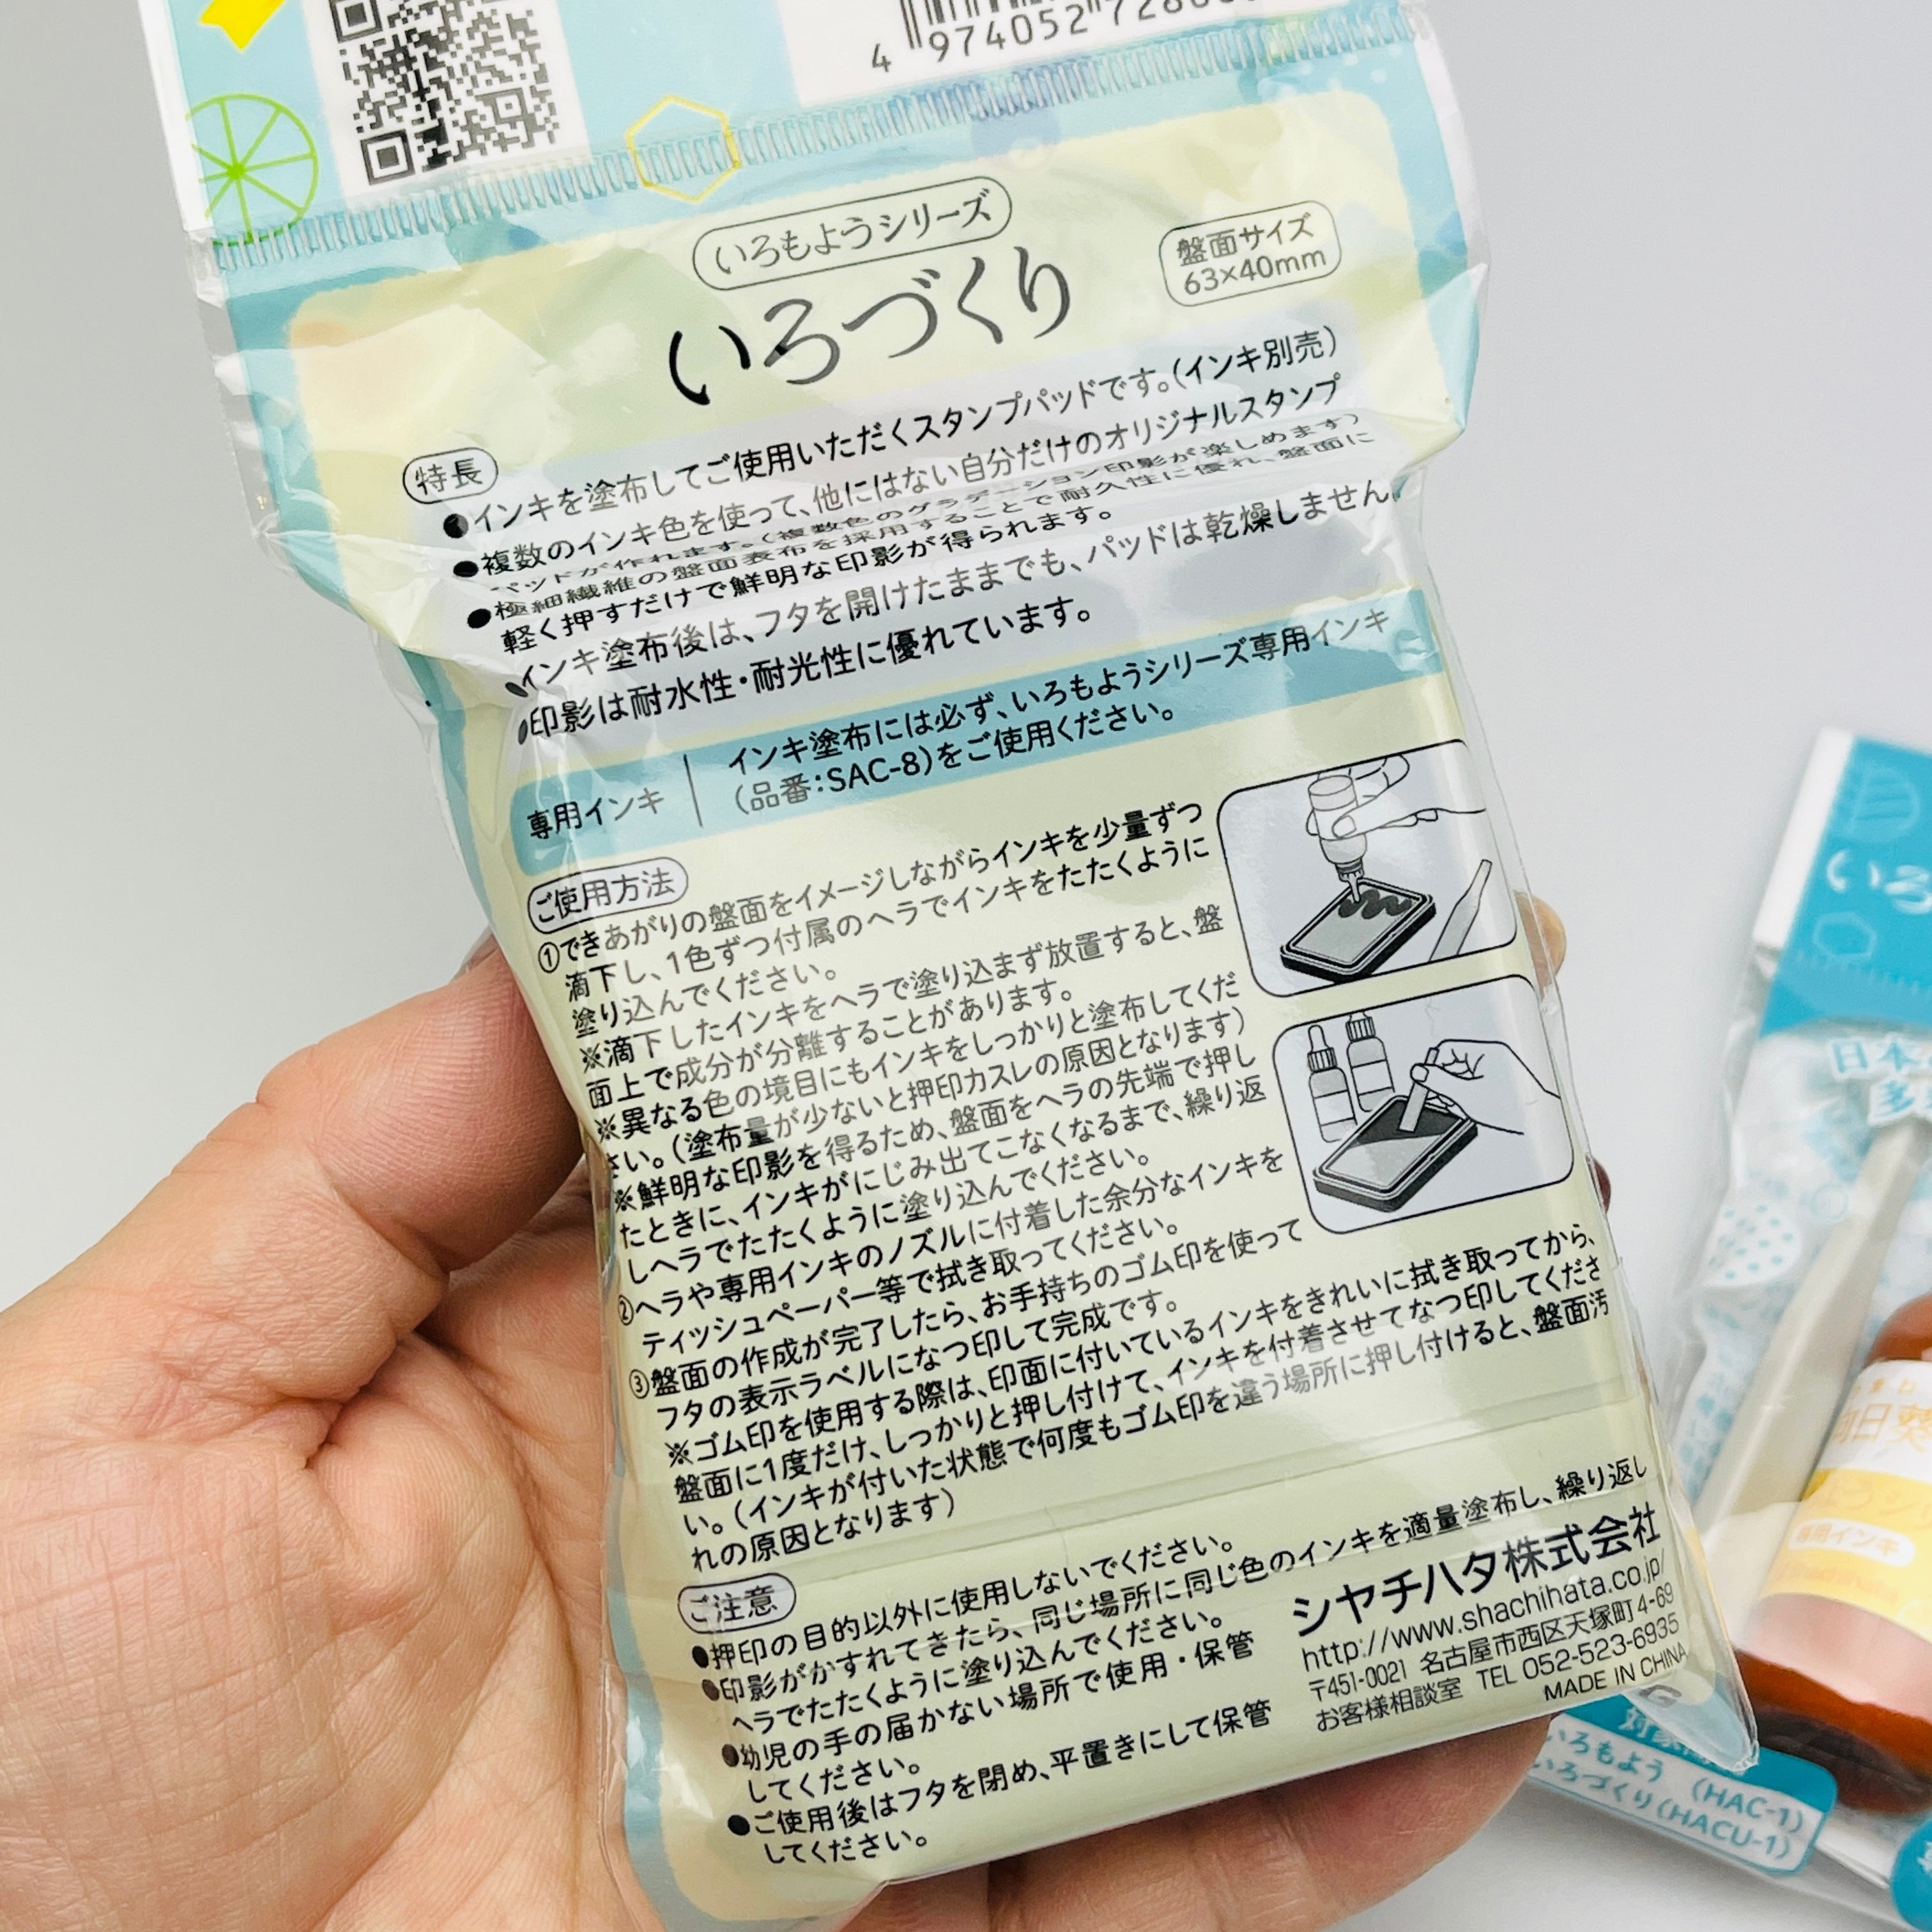 4 974052 728
いろもようシリーズ
いろづくり
盤面サイズ
63×40mm
特長
●インキを塗布してご使用いただくスタンプパッドです。(インキ別売)
●複数のインキ色を使って、他にはない自分だけのオリジナルスタンプ
パッドが作れます。(複数色のグラデーション印影が楽しめます)
●極細繊維の盤面表布を採用することで耐久性に優れ、盤面に
軽く押すだけで鮮明な印影が得られます。
●インキ塗布後は、フタを開けたままでも、パッドは乾燥しません。
●印影は耐水性・耐光性に優れています。
専用インキ
インキ塗布には必ず、いろもようシリーズ専用インキ
(品番:SAC-8)をご使用ください。
ご使用方法
①できあがりの盤面をイメージしながらインキを少量ずつ
滴下し、1色ずつ付属のヘラでインキをたたくように
塗り込んでください。
※滴下したインキをヘラで塗り込まず放置すると、盤
面上で成分が分離することがあります。
※異なる色の境目にもインキをしっかりと塗布してくだ
さい。(塗布量が少ないと押印カスレの原因となります)
※鮮明な印影を得るため、盤面をヘラの先端で押し
たときに、インキがにじみ出てこなくなるまで、繰り返
しヘラでたたくように塗り込んでください。
②ヘラや専用インキのノズルに付着した余分なインキを
ティッシュペーパー等で拭き取ってください。
③盤面の作成が完了したら、お手持ちのゴム印を使って
フタの表示ラベルになつ印して完成です。
※ゴム印を使用する際は、印面に付いているインキをきれいに拭き取ってから、
盤面に1度だけ、しっかりと押し付けて、インキを付着させてなつ印してくださ
い。(インキが付いた状態で何度もゴム印を違う場所に押し付けると、盤面汚
れの原因となります)
ご注意
●押印の目的以外に使用しないでください。
●印影がかすれてきたら、同じ場所に同じ色のインキを適量塗布し、繰り返し
ヘラでたたくように塗り込んでください。
●幼児の手の届かない場所で使用・保管
してください。
●ご使用後はフタを閉め、平置きにして保管
してください。
シヤチハタ株式会社
http://www.shachihata.co.jp/
〒451-0021 名古屋市西区天塚町4-69
お客様相談室 TEL 052-523-6935
MADE IN CHINA
いろ
日本
向日葵
専用インキ
いろもよう (HAC-1)
いろづくり(HACU-1)